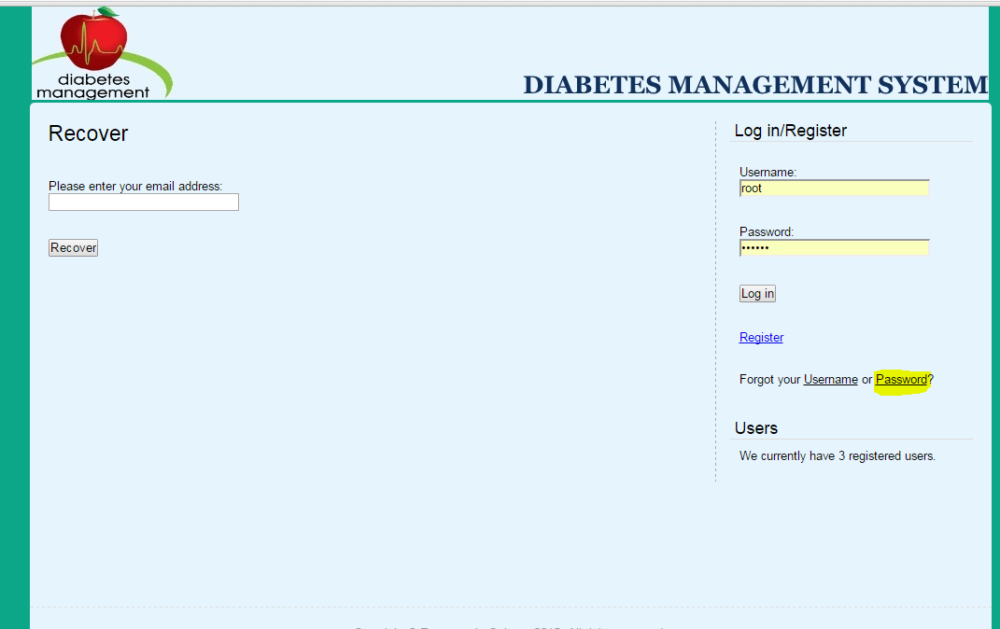 diabetes
management
DIABETES MANAGEMENT SYSTEM
Recover
Please enter your email address:
Recover
Log in/Register
Username:
root
Password:
••••••
Log in
Register
Forgot your Username or Password?
Users
We currently have 3 registered users.